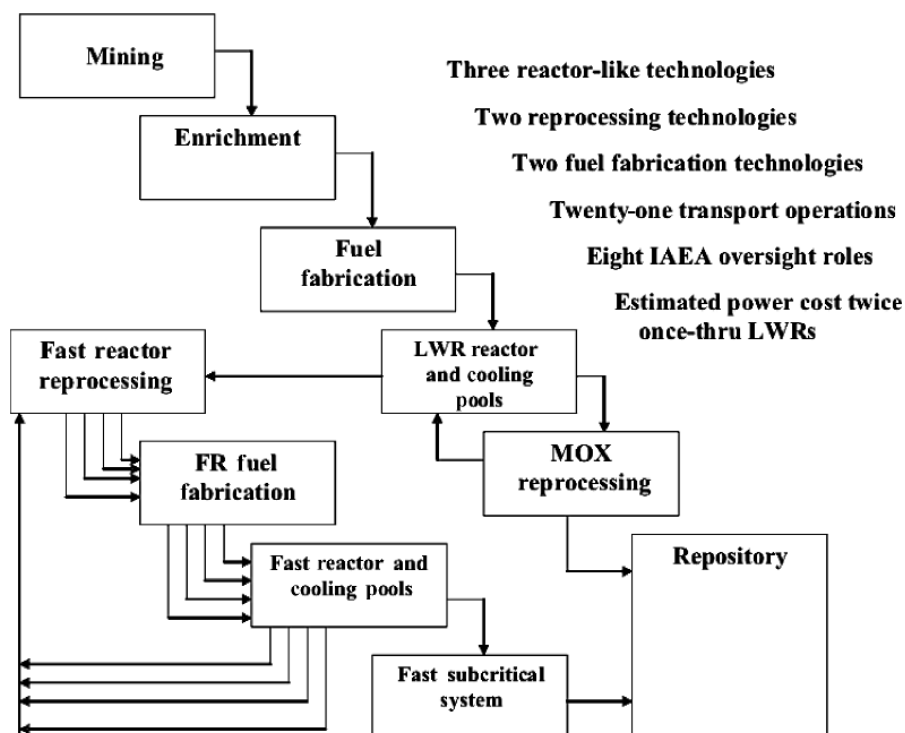 Mining
Three reactor-like technologies
Two reprocessing technologies
Enrichment
Two fuel fabrication technologies
Twenty-one transport operations
Fuel
fabrication
Eight IAEA oversight roles
Estimated power cost twice
once-thru LWRs
Fast reactor
reprocessing
LWR reactor
and cooling
pools
FR fuel
fabrication
MOX
reprocessing
Fast reactor and
cooling pools
Repository
Fast subcritical
system